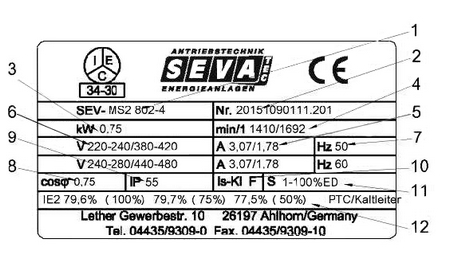 1
2
3
4
5
6
7
8
9
10
11
12
I E C
34-30
ANTRIEBSTECHNIK
SEVA TEC
ENERGIEANLAGEN
CE
SEV- MS2 802-4 Nr. 20151090111.201
kW 0.75 min/1 1410/1692
V 220-240/380-420 A 3,07/1,78 Hz 50
V 240-280/440-480 A 3,07/1,78 Hz 60
cosφ 0,75 IP 55 Is-Kl F S 1-100%ED
IE2 79,6% (100%) 79,7% (75%) 77,5% (50%) PTC/Kaltleiter
Lether Gewerbestr. 10 26197 Ahlhorn/Germany
Tel. 04435/9309-0 Fax. 04435/9309-10